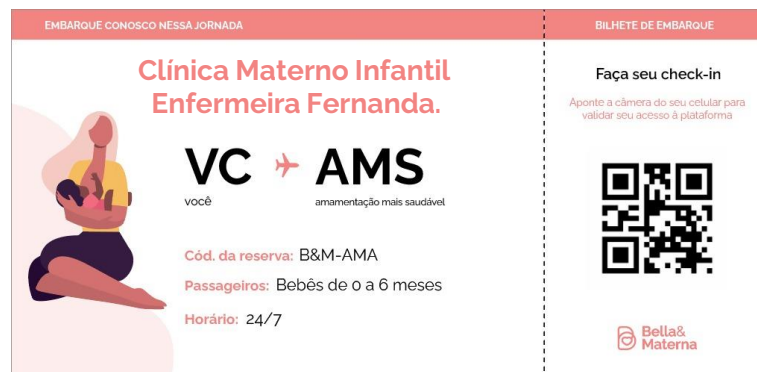 EMBARQUE CONOSCO NESSA JORNADA
Clínica Materno Infantil
Enfermeira Fernanda.
VC AMS
você amamentação mais saudável
Cód. da reserva: B&M-AMA
Passageiros: Bebês de 0 a 6 meses
Horário: 24/7
BILHETE DE EMBARQUE
Faça seu check-in
Aponte a câmera do seu celular para
validar seu acesso à plataforma
Bella&
Materna